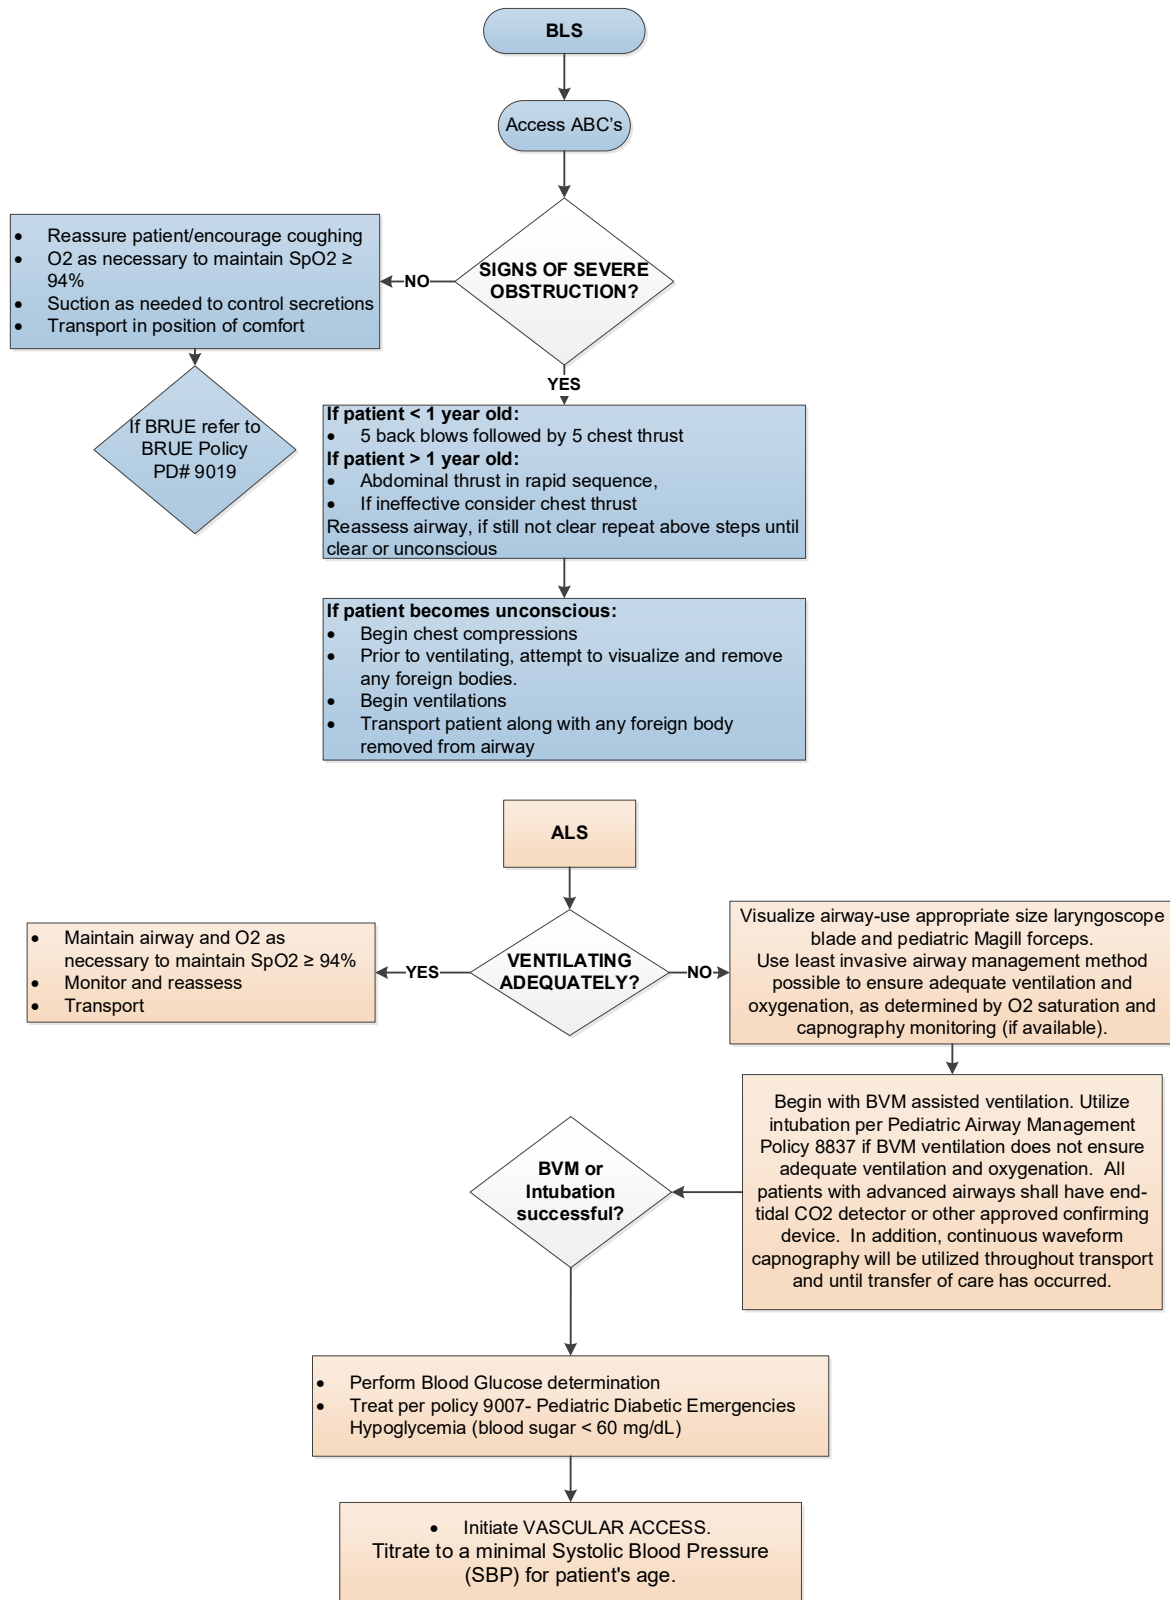 BLS
Access ABC's
SIGNS OF SEVERE
OBSTRUCTION?
NO
• Reassure patient/encourage coughing
• O2 as necessary to maintain SpO2 ≥
94%
• Suction as needed to control secretions
• Transport in position of comfort
If BRUE refer to
BRUE Policy
PD# 9019
YES
If patient < 1 year old:
• 5 back blows followed by 5 chest thrust
If patient > 1 year old:
• Abdominal thrust in rapid sequence,
• If ineffective consider chest thrust
Reassess airway, if still not clear repeat above steps until
clear or unconscious
If patient becomes unconscious:
• Begin chest compressions
• Prior to ventilating, attempt to visualize and remove
any foreign bodies.
• Begin ventilations
• Transport patient along with any foreign body
removed from airway
ALS
VENTILATING
ADEQUATELY?
YES
• Maintain airway and O2 as
necessary to maintain SpO2 ≥ 94%
• Monitor and reassess
• Transport
NO
Visualize airway-use appropriate size laryngoscope
blade and pediatric Magill forceps.
Use least invasive airway management method
possible to ensure adequate ventilation and
oxygenation, as determined by O2 saturation and
capnography monitoring (if available).
Begin with BVM assisted ventilation. Utilize
intubation per Pediatric Airway Management
Policy 8837 if BVM ventilation does not ensure
adequate ventilation and oxygenation.  All
patients with advanced airways shall have end-
tidal CO2 detector or other approved confirming
device.  In addition, continuous waveform
capnography will be utilized throughout transport
and until transfer of care has occurred.
BVM or
Intubation
successful?
• Perform Blood Glucose determination
• Treat per policy 9007- Pediatric Diabetic Emergencies
Hypoglycemia (blood sugar < 60 mg/dL)
• Initiate VASCULAR ACCESS.
Titrate to a minimal Systolic Blood Pressure
(SBP) for patient's age.